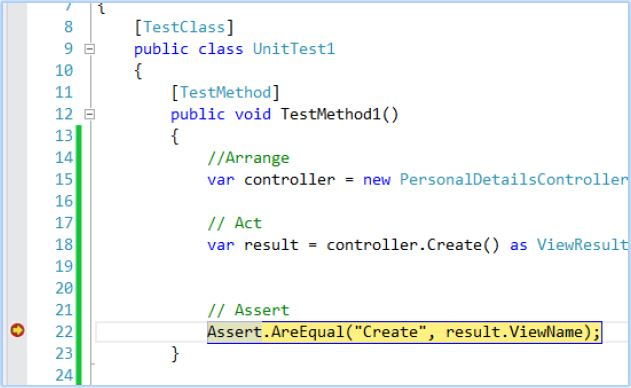 7 {
8 [TestClass]
9 public class UnitTest1
10 {
11 [TestMethod]
12 public void TestMethod1()
13 {
14 //Arrange
15 var controller = new PersonalDetailsController
16
17 // Act
18 var result = controller.Create() as ViewResult
19
20
21 // Assert
22 Assert.AreEqual("Create", result.ViewName);
23 }
24